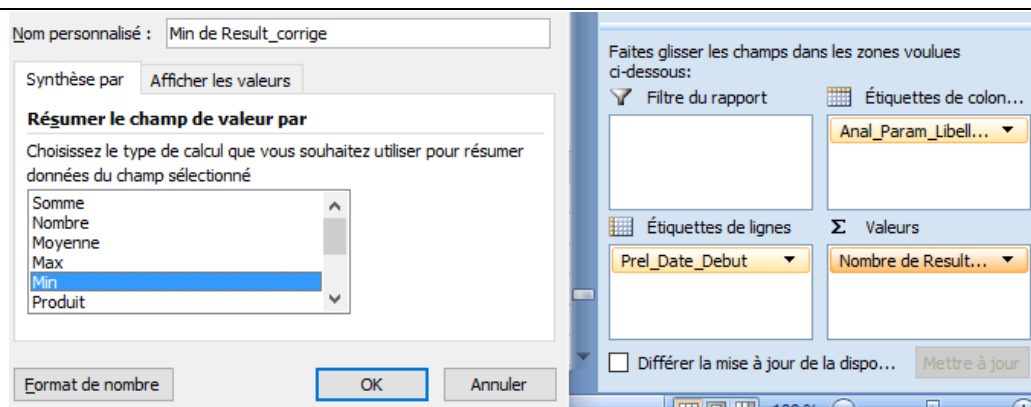 Nom personnalisé : Min de Result_corrige
Synthèse par Afficher les valeurs
Résumer le champ de valeur par
Choisissez le type de calcul que vous souhaitez utiliser pour résumer
données du champ sélectionné
Somme
Nombre
Moyenne
Max
Min
Produit
Format de nombre OK Annuler
Faites glisser les champs dans les zones voulues
ci-dessous:
Filtre du rapport Étiquettes de colon...
Anal_Param_Libell...
Étiquettes de lignes Σ Valeurs
Prel_Date_Debut Nombre de Result...
Différer la mise à jour de la dispo... Mettre à jour